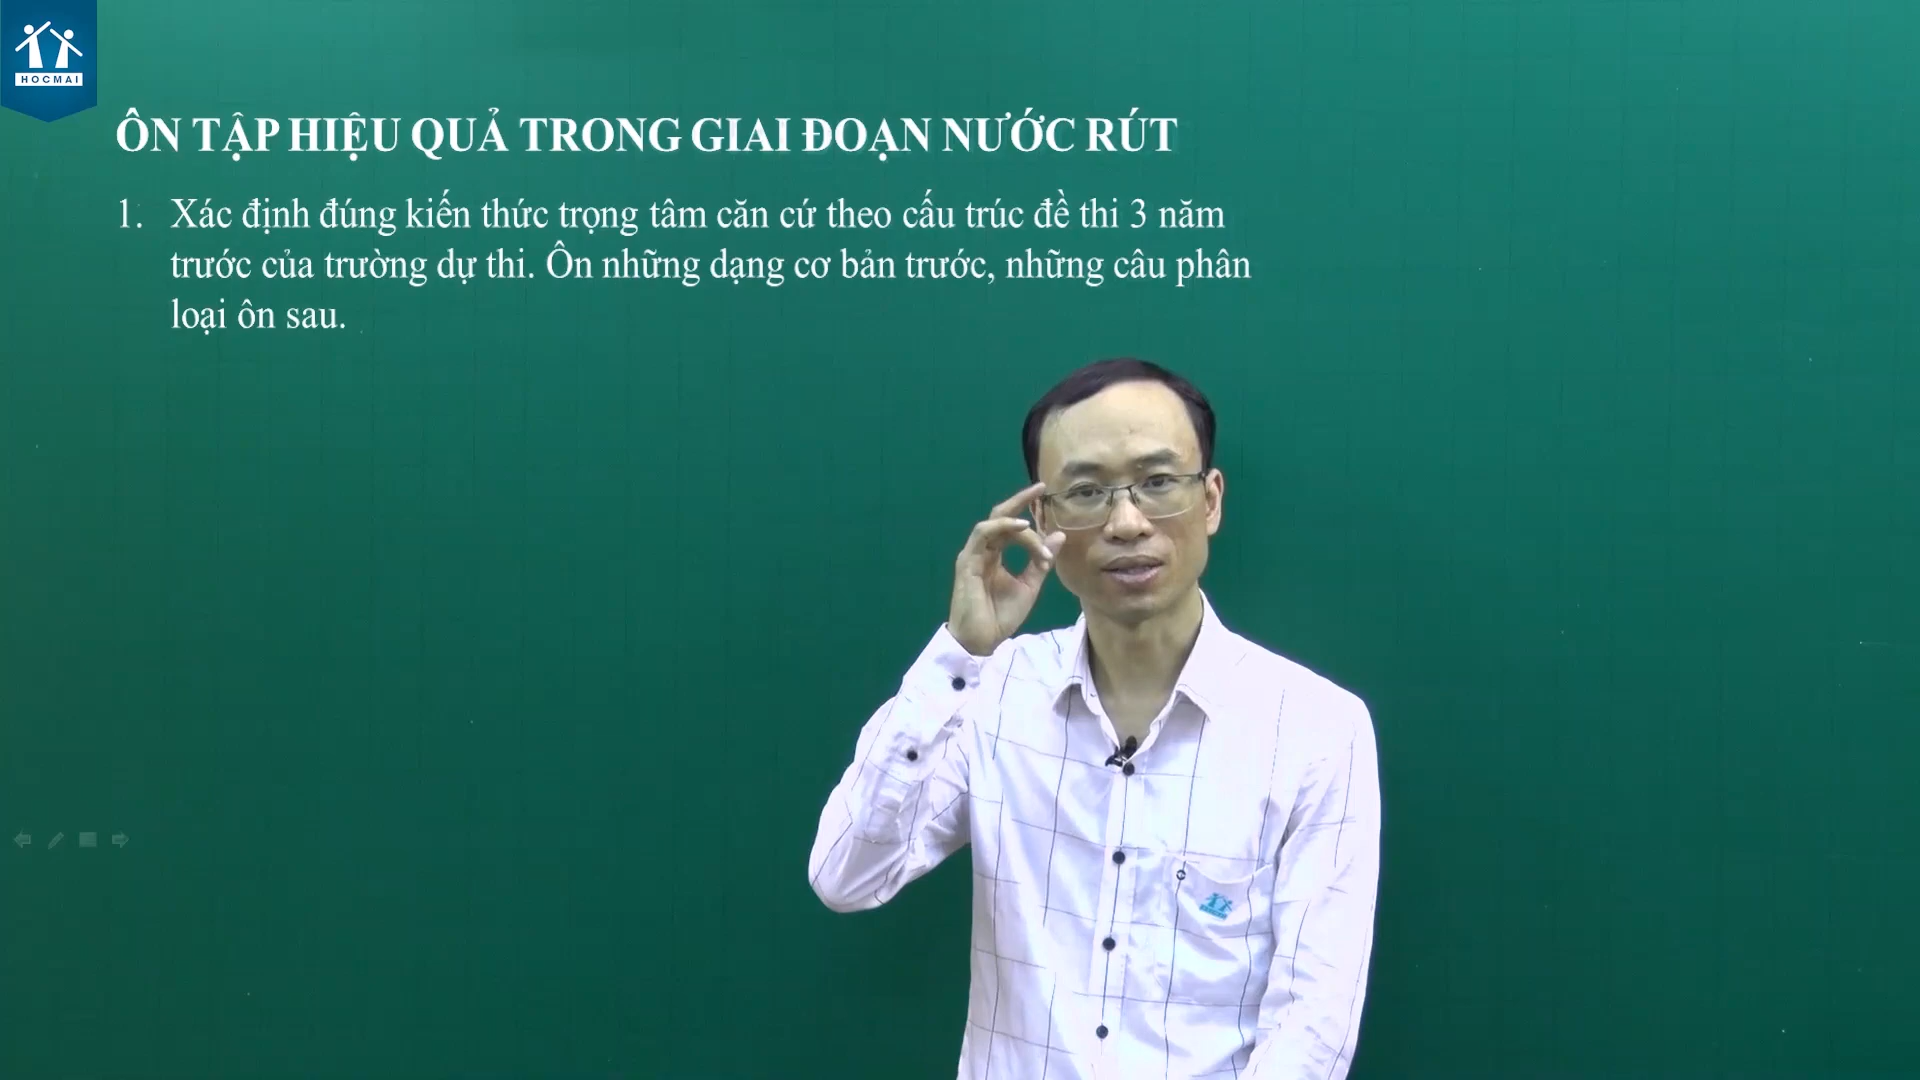 HOCMAI
ÔN TẬP HIỆU QUẢ TRONG GIAI ĐOẠN NƯỚC RÚT
1. Xác định đúng kiến thức trọng tâm căn cứ theo cấu trúc đề thi 3 năm
trước của trường dự thi. Ôn những dạng cơ bản trước, những câu phân
loại ôn sau.